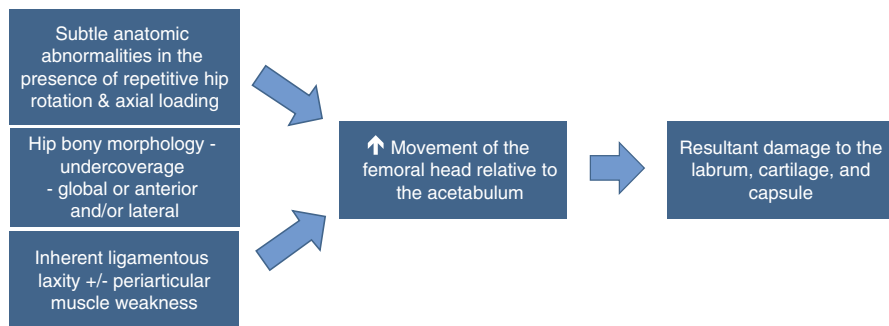 Subtle anatomic
abnormalities in the
presence of repetitive hip
rotation & axial loading
Hip bony morphology -
undercoverage
- global or anterior
and/or lateral
Inherent ligamentous
laxity +/- periarticular
muscle weakness
↑ Movement of the
femoral head relative to
the acetabulum
Resultant damage to the
labrum, cartilage, and
capsule